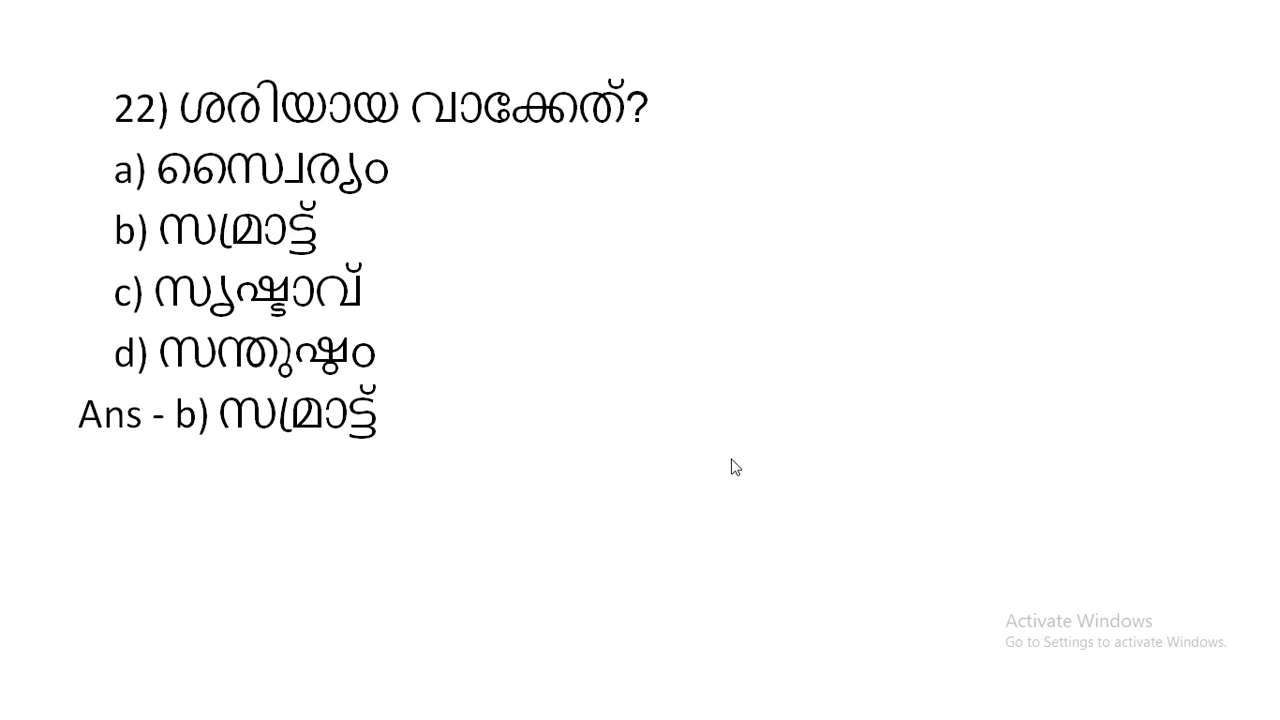 22) ശരിയായ വാക്കേത്?
a) സ്വൈര്യം
b) സമ്രാട്ട്
c) സൃഷ്ടാവ്
d) സന്തുഷ്ഠം
Ans - b) സമ്രാട്ട്
Activate Windows
Go to Settings to activate Windows.